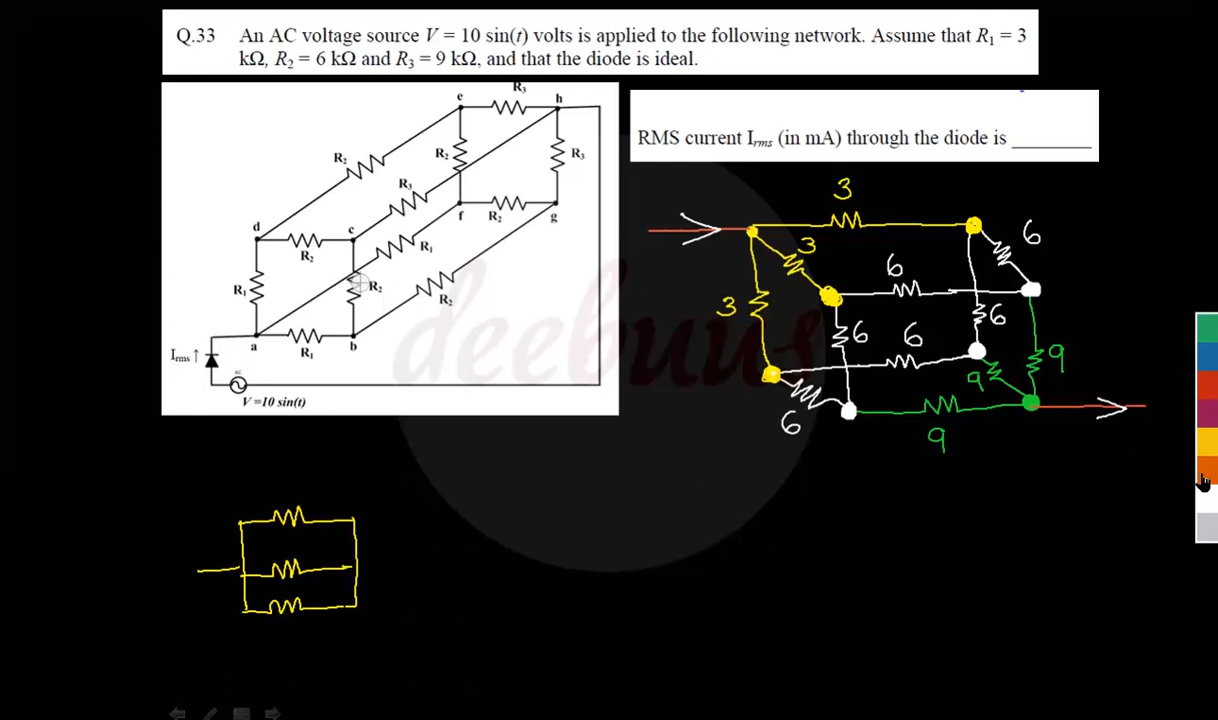 Q.33 An AC voltage source V = 10 sin(t) volts is applied to the following network. Assume that R₁ = 3
kΩ, R₂ = 6 kΩ and R₃ = 9 kΩ, and that the diode is ideal.
RMS current Irms (in mA) through the diode is ________
R₃
e
h
R₂
R₂
R₃
R₃
f
R₂
g
d
c
R₂
R₁
R₁
R₂
R₂
a
R₁
b
Irms ↑
AC
V =10 sin(t)
3
6
3
6
3
6
6
6
9
9
6
9
deebuus